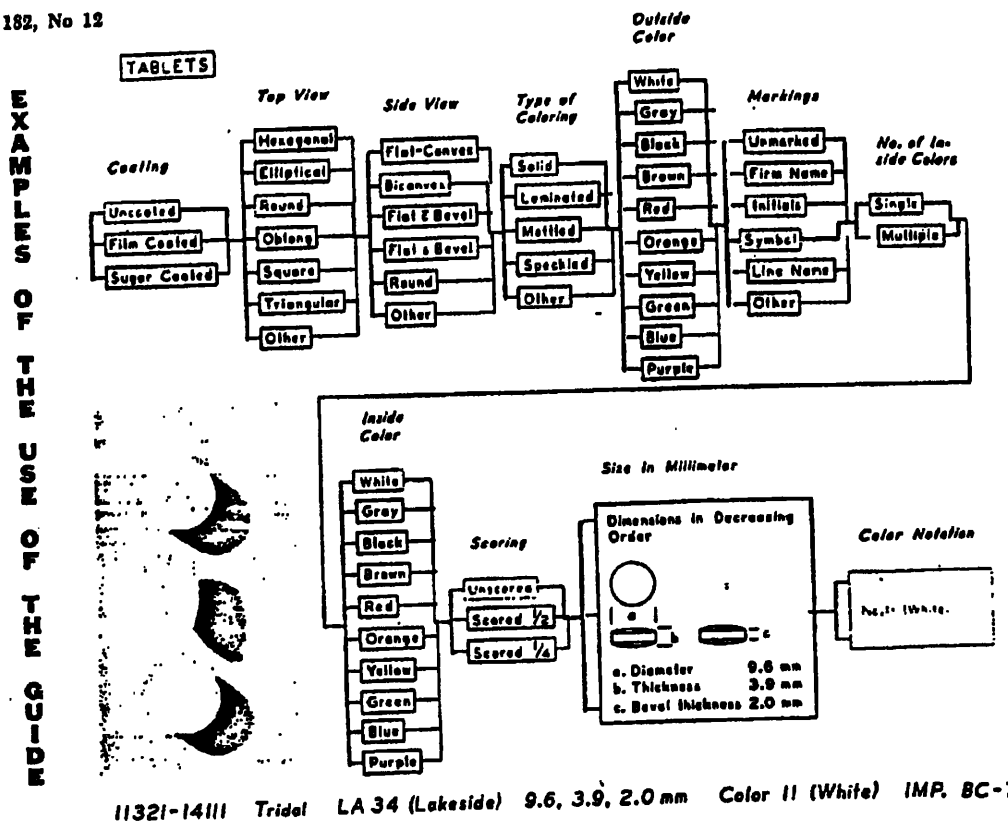 182, No 12
EXAMPLES OF THE USE OF THE GUIDE
TABLETS
Coating
Uncoated
Film Coated
Sugar Coated
Top View
Hexagonal
Elliptical
Round
Oblong
Square
Triangular
Other
Side View
Flat-Convex
Biconvex
Flat E Bevel
Flat & Bevel
Round
Other
Type of
Coloring
Solid
Laminated
Mottled
Speckled
Other
Outside
Color
White
Gray
Black
Brown
Red
Orange
Yellow
Green
Blue
Purple
Markings
Unmarked
Firm Name
Initials
Symbol
Line Name
Other
No. of In-
side Colors
Single
Multiple
Inside
Color
White
Gray
Black
Brown
Red
Orange
Yellow
Green
Blue
Purple
Scoring
Unscored
Scored 1/2
Scored 1/4
Size In Millimeter
Dimensions in Decreasing
Order
a
b
c
a. Diameter 9.6 mm
b. Thickness 3.9 mm
c. Bevel thickness 2.0 mm
Color Notation
(White.
11321-14111 Tridal LA 34 (Lakeside) 9.6, 3.9, 2.0 mm Color 11 (White) IMP. BC-